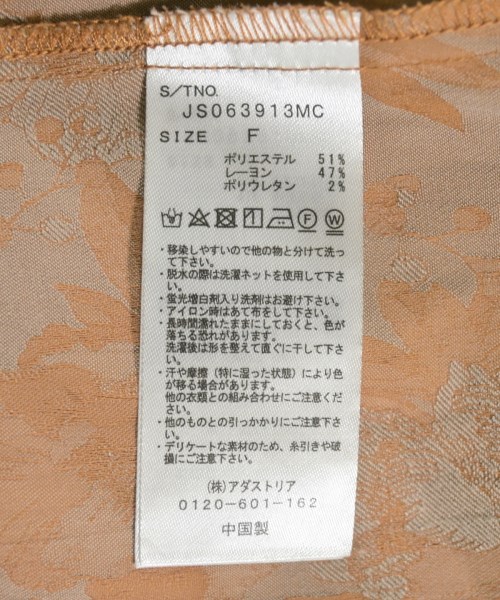 S/TNO.
JS063913MC
SIZE F
ポリエステル 51%
レーヨン 47%
ポリウレタン 2%
F W
・移染しやすいので他の物と分けて洗っ
て下さい。
・脱水の際は洗濯ネットを使用して下さ
い。
・蛍光増白剤入り洗剤はお避け下さい。
・アイロン時はあて布をして下さい。
・長時間濡れたままにしておくと、色が
落ちる恐れがあります。
洗濯後は形を整えて直ぐに干して下さ
い。
・汗や摩擦（特に湿った状態）により色
が移る場合があります。
他の衣類との組み合わせにご注意くだ
さい。
・他のものとの引っかかりにご注意下さ
い。
・デリケートな素材のため、糸引きや破
損にご注意下さい。
(株)アダストリア
0120-601-162
中国製